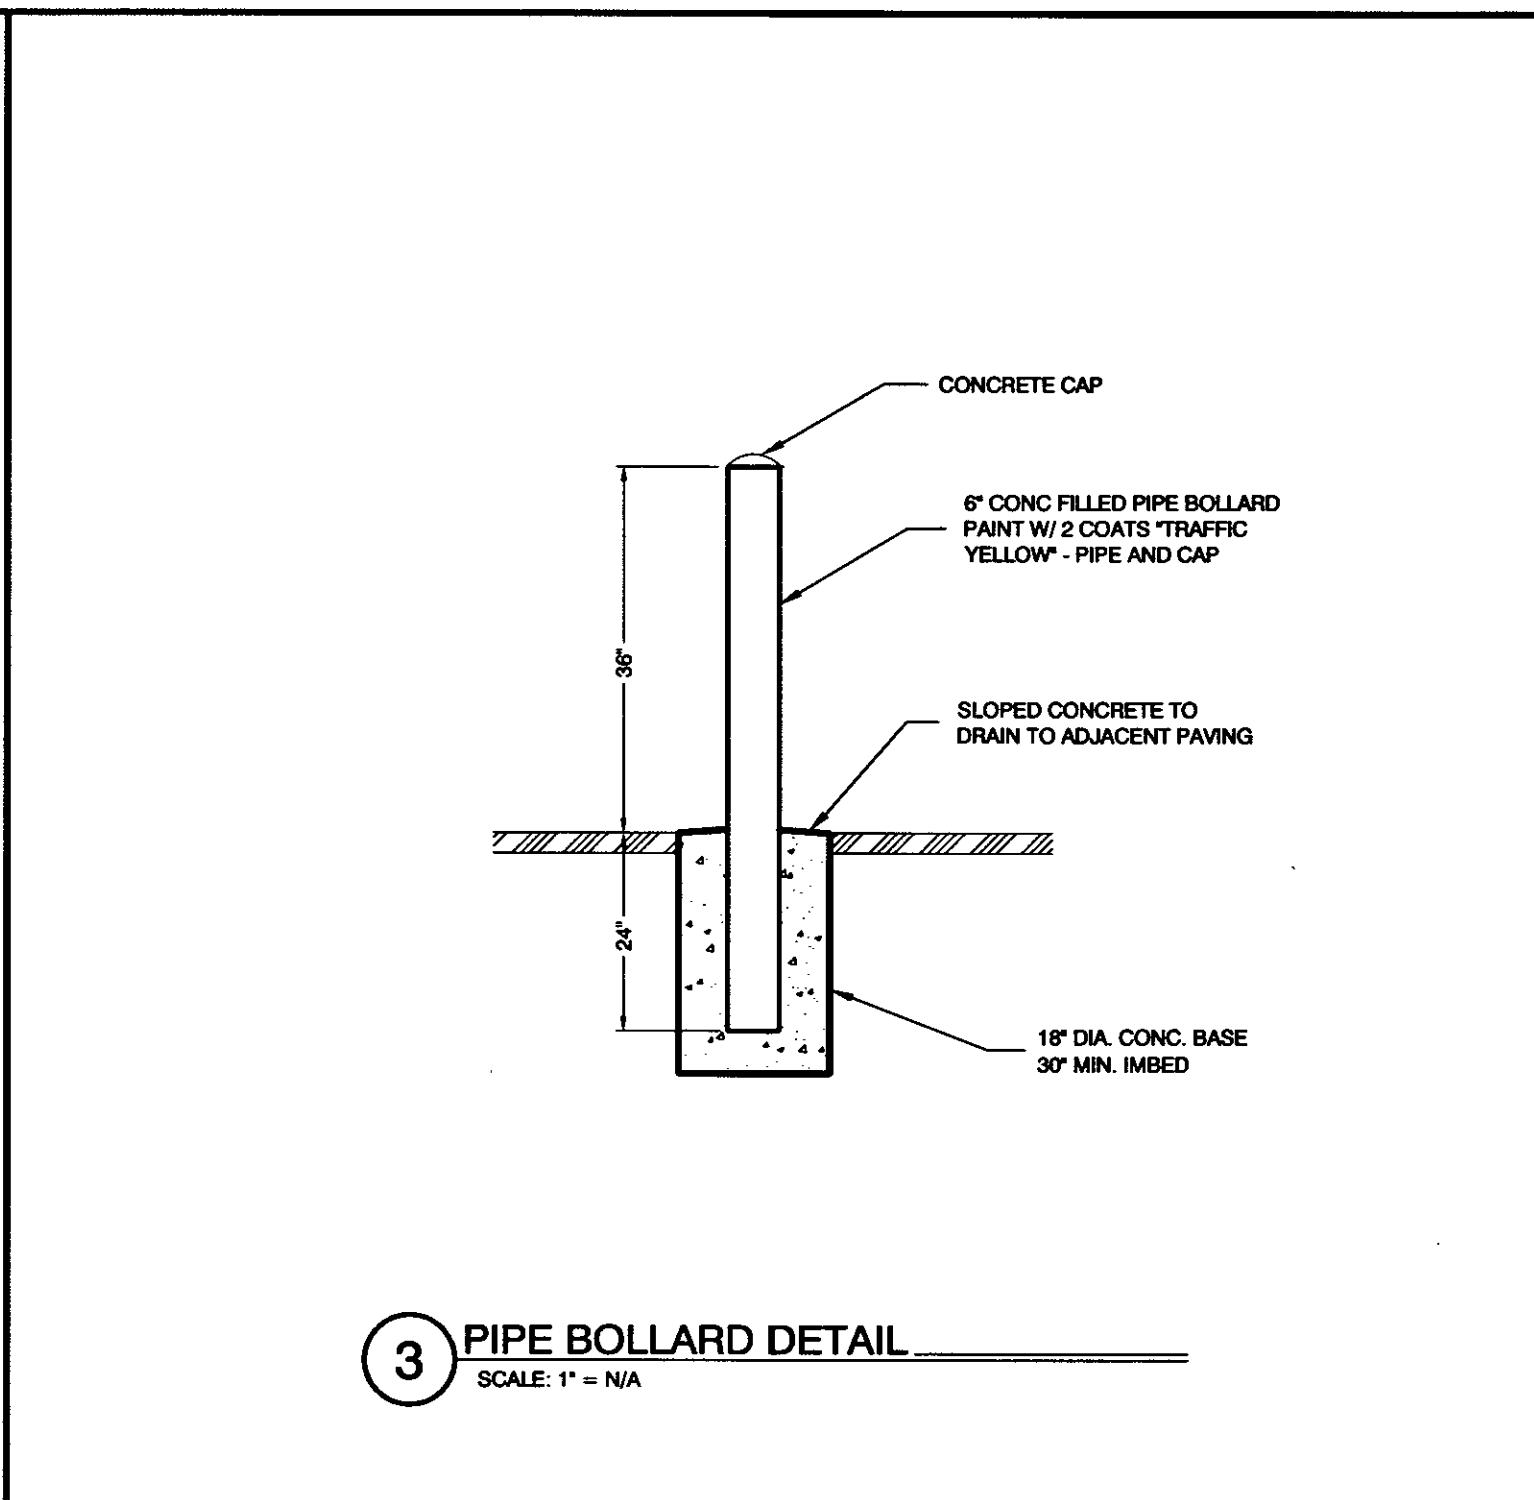 CONCRETE CAP
6" CONC FILLED PIPE BOLLARD
PAINT W/ 2 COATS "TRAFFIC
YELLOW" - PIPE AND CAP
36"
SLOPED CONCRETE TO
DRAIN TO ADJACENT PAVING
24"
18" DIA. CONC. BASE
30" MIN. IMBED
3
PIPE BOLLARD DETAIL
SCALE: 1" = N/A